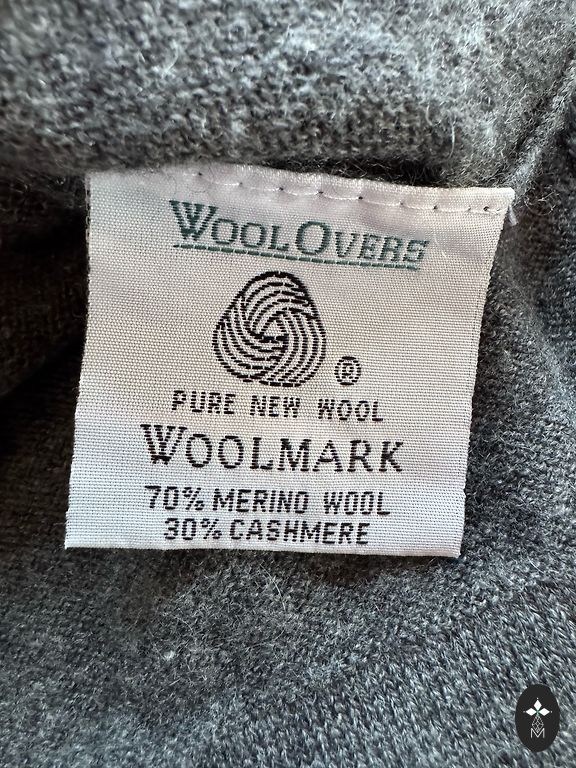 WOOLOVERS
®
PURE NEW WOOL
WOOLMARK
70% MERINO WOOL
30% CASHMERE
M